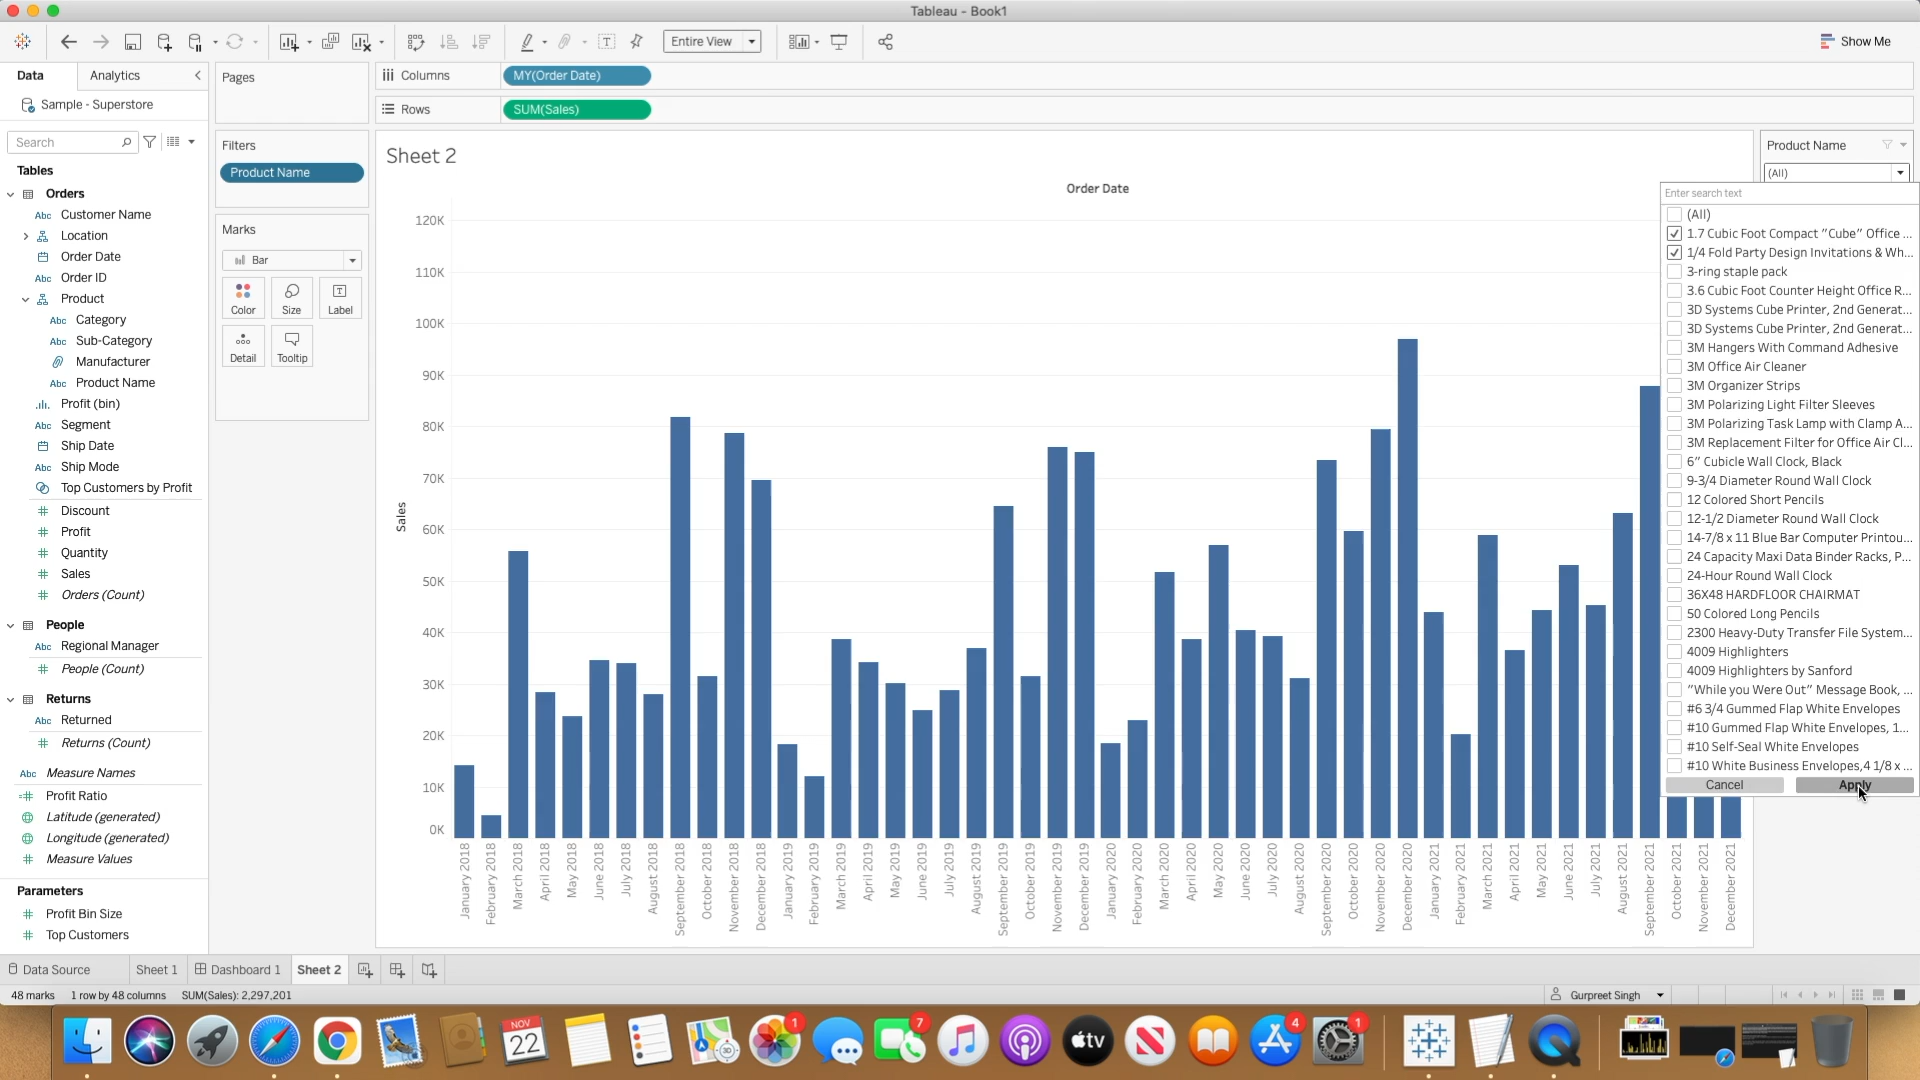 Tableau - Book1
Entire View
Show Me
Data
Analytics
Sample - Superstore
Search
Tables
Orders
Abc Customer Name
Location
Order Date
Abc Order ID
Product
Abc Category
Abc Sub-Category
Manufacturer
Abc Product Name
Profit (bin)
Abc Segment
Ship Date
Abc Ship Mode
Top Customers by Profit
# Discount
# Profit
# Quantity
# Sales
# Orders (Count)
People
Abc Regional Manager
# People (Count)
Returns
Abc Returned
# Returns (Count)
Abc Measure Names
=# Profit Ratio
Latitude (generated)
Longitude (generated)
# Measure Values
Parameters
# Profit Bin Size
# Top Customers
Pages
Filters
Product Name
Marks
Bar
Color
Size
Label
Detail
Tooltip
Columns
MY(Order Date)
Rows
SUM(Sales)
Sheet 2
Order Date
120K
110K
100K
90K
80K
70K
60K
50K
40K
30K
20K
10K
0K
Sales
January 2018
February 2018
March 2018
April 2018
May 2018
June 2018
July 2018
August 2018
September 2018
October 2018
November 2018
December 2018
January 2019
February 2019
March 2019
April 2019
May 2019
June 2019
July 2019
August 2019
September 2019
October 2019
November 2019
December 2019
January 2020
February 2020
March 2020
April 2020
May 2020
June 2020
July 2020
August 2020
September 2020
October 2020
November 2020
December 2020
January 2021
February 2021
March 2021
April 2021
May 2021
June 2021
July 2021
August 2021
September 2021
October 2021
November 2021
December 2021
Product Name
(All)
Enter search text
(All)
1.7 Cubic Foot Compact "Cube" Office ...
1/4 Fold Party Design Invitations & Wh...
3-ring staple pack
3.6 Cubic Foot Counter Height Office R...
3D Systems Cube Printer, 2nd Generat...
3D Systems Cube Printer, 2nd Generat...
3M Hangers With Command Adhesive
3M Office Air Cleaner
3M Organizer Strips
3M Polarizing Light Filter Sleeves
3M Polarizing Task Lamp with Clamp A...
3M Replacement Filter for Office Air Cl...
6" Cubicle Wall Clock, Black
9-3/4 Diameter Round Wall Clock
12 Colored Short Pencils
12-1/2 Diameter Round Wall Clock
14-7/8 x 11 Blue Bar Computer Printou...
24 Capacity Maxi Data Binder Racks, P...
24-Hour Round Wall Clock
36X48 HARDFLOOR CHAIRMAT
50 Colored Long Pencils
2300 Heavy-Duty Transfer File System...
4009 Highlighters
4009 Highlighters by Sanford
"While you Were Out" Message Book, ...
#6 3/4 Gummed Flap White Envelopes
#10 Gummed Flap White Envelopes, 1...
#10 Self-Seal White Envelopes
#10 White Business Envelopes,4 1/8 x ...
Cancel
Apply
Data Source
Sheet 1
Dashboard 1
Sheet 2
48 marks
1 row by 48 columns
SUM(Sales): 2,297,201
Gurpreet Singh
NOV
22
1
7
tv
4
1